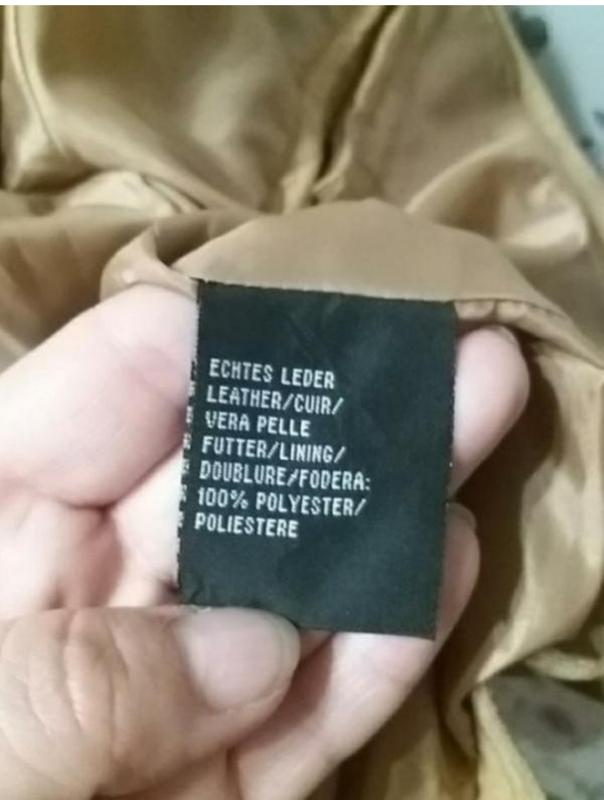 ECHTES LEDER
LEATHER/CUIR/
VERA PELLE
FUTTER/LINING/
DOUBLURE/FODERA:
100% POLYESTER/
POLIESTERE